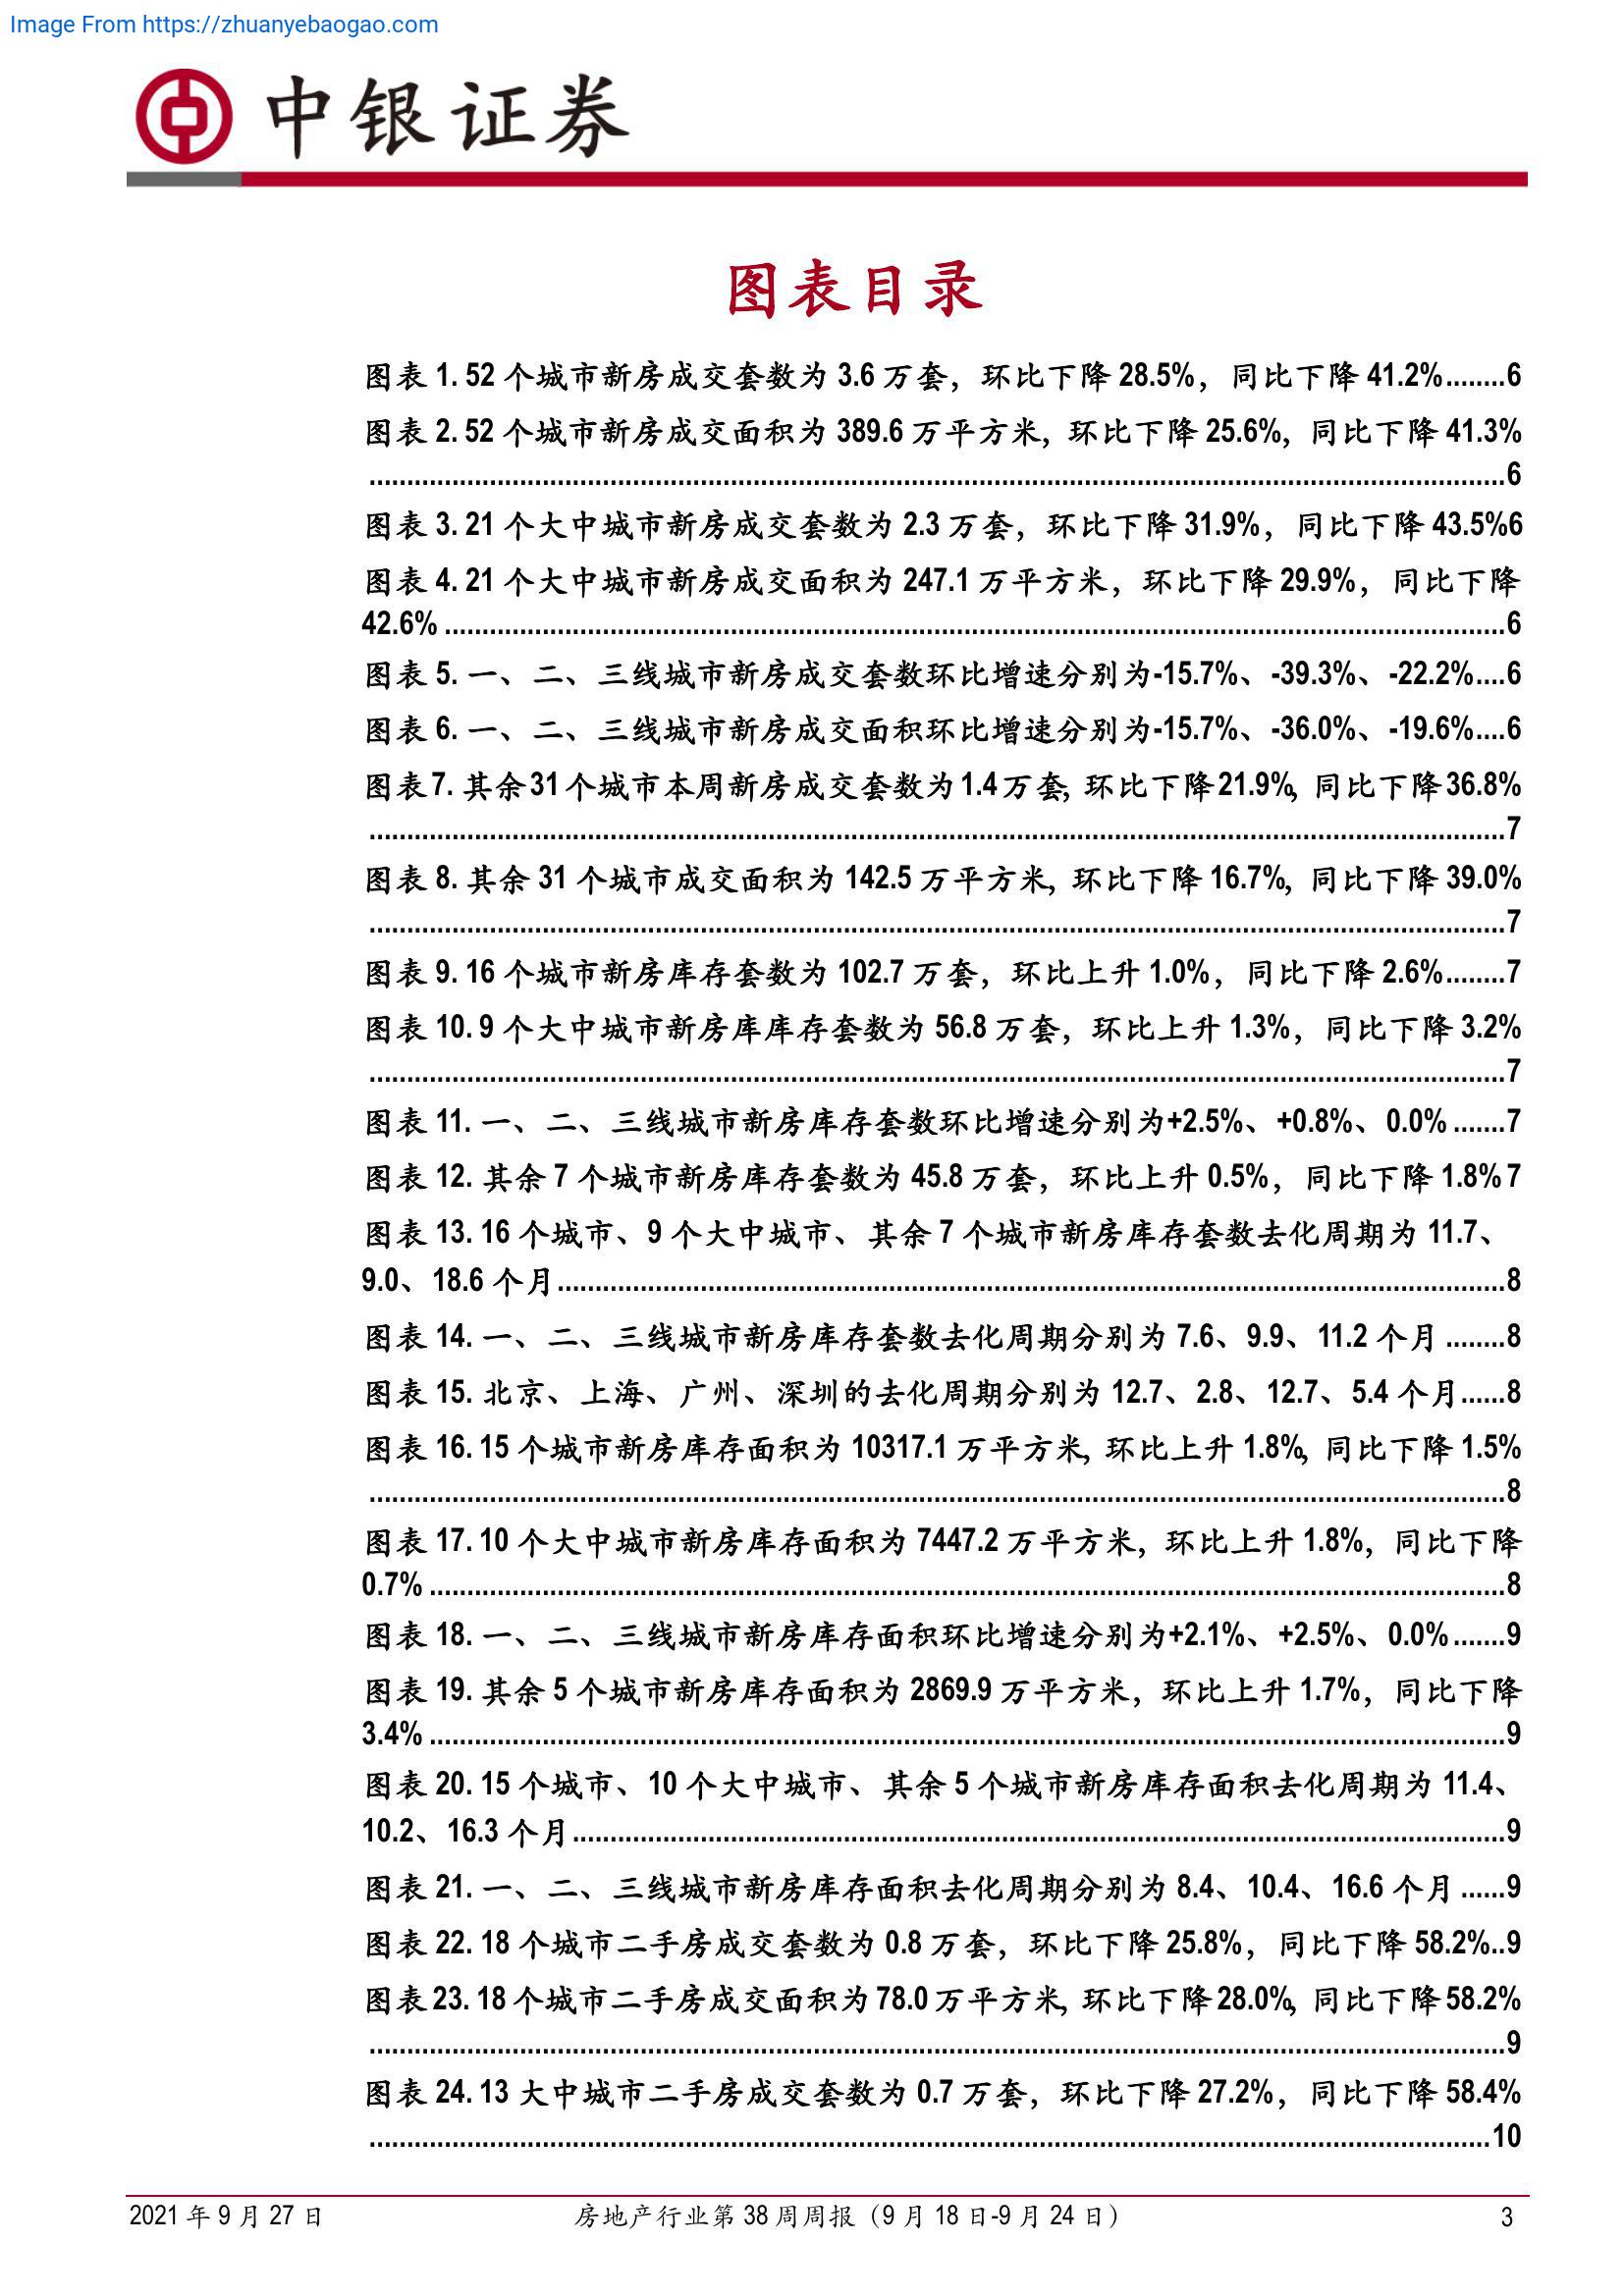 Image From https://zhuanyebaogao.com
中银证券
图表目录
图表 1. 52 个城市新房成交套数为 3.6 万套，环比下降 28.5%，同比下降 41.2%........6
图表 2. 52 个城市新房成交面积为 389.6 万平方米，环比下降 25.6%，同比下降 41.3%
........................................................................................................................................................6
图表 3. 21 个大中城市新房成交套数为 2.3 万套，环比下降 31.9%，同比下降 43.5%6
图表 4. 21 个大中城市新房成交面积为 247.1 万平方米，环比下降 29.9%，同比下降
42.6% ..............................................................................................................................................6
图表 5. 一、二、三线城市新房成交套数环比增速分别为-15.7%、-39.3%、-22.2%....6
图表 6. 一、二、三线城市新房成交面积环比增速分别为-15.7%、-36.0%、-19.6%....6
图表 7. 其余 31 个城市本周新房成交套数为 1.4 万套，环比下降 21.9%，同比下降 36.8%
........................................................................................................................................................7
图表 8. 其余 31 个城市成交面积为 142.5 万平方米，环比下降 16.7%，同比下降 39.0%
........................................................................................................................................................7
图表 9. 16 个城市新房库存套数为 102.7 万套，环比上升 1.0%，同比下降 2.6%........7
图表 10. 9 个大中城市新房库库存套数为 56.8 万套，环比上升 1.3%，同比下降 3.2%
........................................................................................................................................................7
图表 11. 一、二、三线城市新房库存套数环比增速分别为+2.5%、+0.8%、0.0% .......7
图表 12. 其余 7 个城市新房库存套数为 45.8 万套，环比上升 0.5%，同比下降 1.8% 7
图表 13. 16 个城市、9 个大中城市、其余 7 个城市新房库存套数去化周期为 11.7、
9.0、18.6 个月...............................................................................................................................8
图表 14. 一、二、三线城市新房库存套数去化周期分别为 7.6、9.9、11.2 个月 ........8
图表 15. 北京、上海、广州、深圳的去化周期分别为 12.7、2.8、12.7、5.4 个月......8
图表 16. 15 个城市新房库存面积为 10317.1 万平方米，环比上升 1.8%，同比下降 1.5%
........................................................................................................................................................8
图表 17. 10 个大中城市新房库存面积为 7447.2 万平方米，环比上升 1.8%，同比下降
0.7% ................................................................................................................................................8
图表 18. 一、二、三线城市新房库存面积环比增速分别为+2.1%、+2.5%、0.0% .......9
图表 19. 其余 5 个城市新房库存面积为 2869.9 万平方米，环比上升 1.7%，同比下降
3.4% ................................................................................................................................................9
图表 20. 15 个城市、10 个大中城市、其余 5 个城市新房库存面积去化周期为 11.4、
10.2、16.3 个月.............................................................................................................................9
图表 21. 一、二、三线城市新房库存面积去化周期分别为 8.4、10.4、16.6 个月 ......9
图表 22. 18 个城市二手房成交套数为 0.8 万套，环比下降 25.8%，同比下降 58.2%..9
图表 23. 18 个城市二手房成交面积为 78.0 万平方米，环比下降 28.0%，同比下降 58.2%
........................................................................................................................................................9
图表 24. 13 大中城市二手房成交套数为 0.7 万套，环比下降 27.2%，同比下降 58.4%
......................................................................................................................................................10
2021 年 9 月 27 日 房地产行业第 38 周周报（9 月 18 日-9 月 24 日） 3